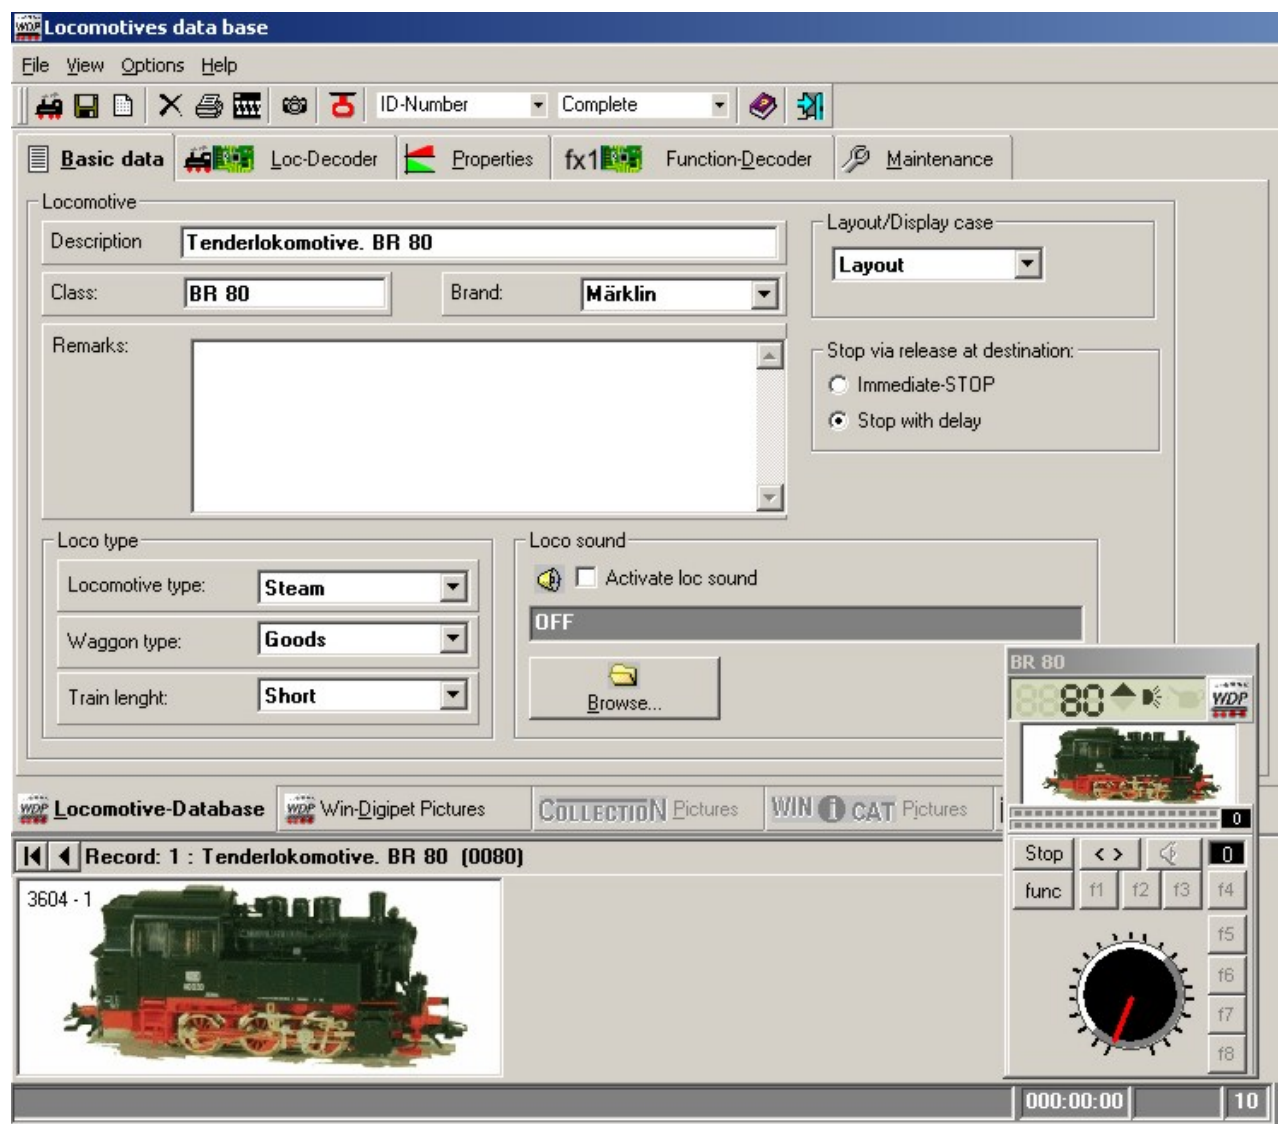 WDP Locomotives data base
File View Options Help
ID-Number Complete
Basic data Loc-Decoder Properties fx1 Function-Decoder Maintenance
Locomotive
Description Tenderlokomotive. BR 80
Class: BR 80 Brand: Märklin
Remarks:
Layout/Display case
Layout
Stop via release at destination:
Immediate-STOP
Stop with delay
Loco type
Locomotive type: Steam
Waggon type: Goods
Train lenght: Short
Loco sound
Activate loc sound
OFF
Browse...
WDP Locomotive-Database WDP Win-Digipet Pictures COLLECTION Pictures WIN i CAT Pictures
Record: 1 : Tenderlokomotive. BR 80 (0080)
3604 - 1
BR 80
80 WDP
0
Stop < > 0
func f1 f2 f3 f4
f5
f6
f7
f8
000:00:00 10